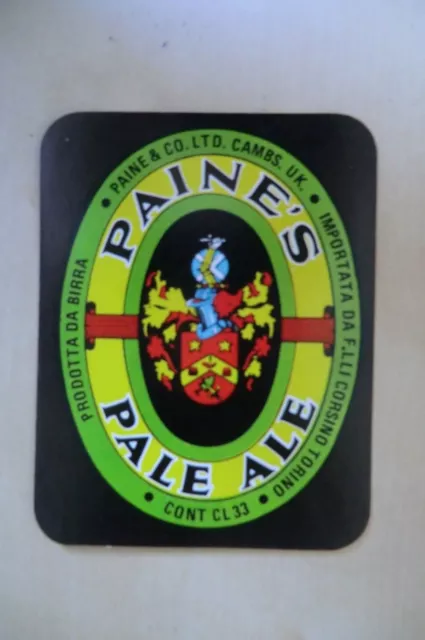 PRODOTTA DA BIRRA • PAINE & CO. LTD. CAMBS. UK. • IMPORTATA DA F.LLI CORSINO TORINO
PAINE'S
PALE ALE
• CONT CL 33 •